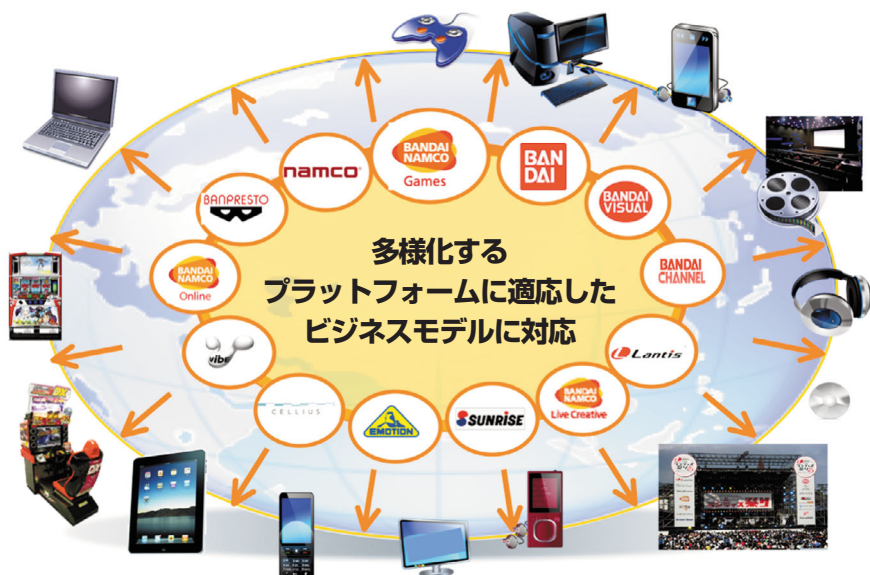 BANDAI
NAMCO
Games
BAN
DAI
BANDAI
VISUAL
BANDAI
CHANNEL
Lantis
BANDAI
NAMCO
Live Creative
SUNRISE
EMOTION
CELLIUS
vibe
BANDAI
NAMCO
Online
BANPRESTO
namco
多様化する
プラットフォームに適応した
ビジネスモデルに対応